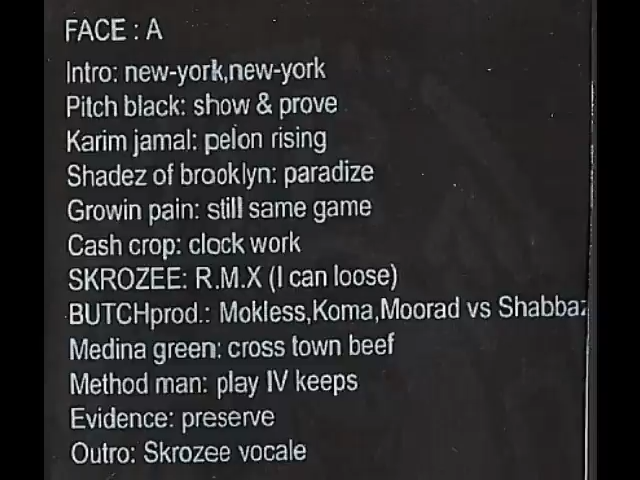 FACE : A
Intro: new-york,new-york
Pitch black: show & prove
Karim jamal: pelon rising
Shadez of brooklyn: paradize
Growin pain: still same game
Cash crop: clock work
SKROZEE: R.M.X (I can loose)
BUTCHprod.: Mokless,Koma,Moorad vs Shabbaz
Medina green: cross town beef
Method man: play IV keeps
Evidence: preserve
Outro: Skrozee vocale